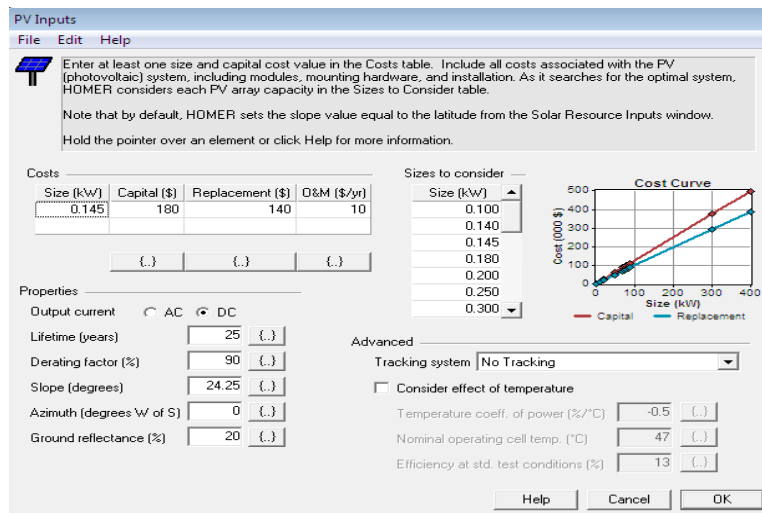 PV Inputs
File Edit Help
Enter at least one size and capital cost value in the Costs table. Include all costs associated with the PV
(photovoltaic) system, including modules, mounting hardware, and installation. As it searches for the optimal system,
HOMER considers each PV array capacity in the Sizes to Consider table.
Note that by default, HOMER sets the slope value equal to the latitude from the Solar Resource Inputs window.
Hold the pointer over an element or click Help for more information.
Costs
Size (kW) Capital ($) Replacement ($) O&M ($/yr)
0.145 180 140 10
{..} {..} {..}
Sizes to consider
Size (kW)
0.100
0.140
0.145
0.180
0.200
0.250
0.300
Cost Curve
Cost (000 $)
500
400
300
200
100
0
0 100 200 300 400
Size (kW)
Capital Replacement
Properties
Output current AC DC
Lifetime (years) 25 {..}
Derating factor (%) 90 {..}
Slope (degrees) 24.25 {..}
Azimuth (degrees W of S) 0 {..}
Ground reflectance (%) 20 {..}
Advanced
Tracking system No Tracking
Consider effect of temperature
Temperature coeff. of power (%/°C) -0.5 {..}
Nominal operating cell temp. (°C) 47 {..}
Efficiency at std. test conditions (%) 13 {..}
Help Cancel OK